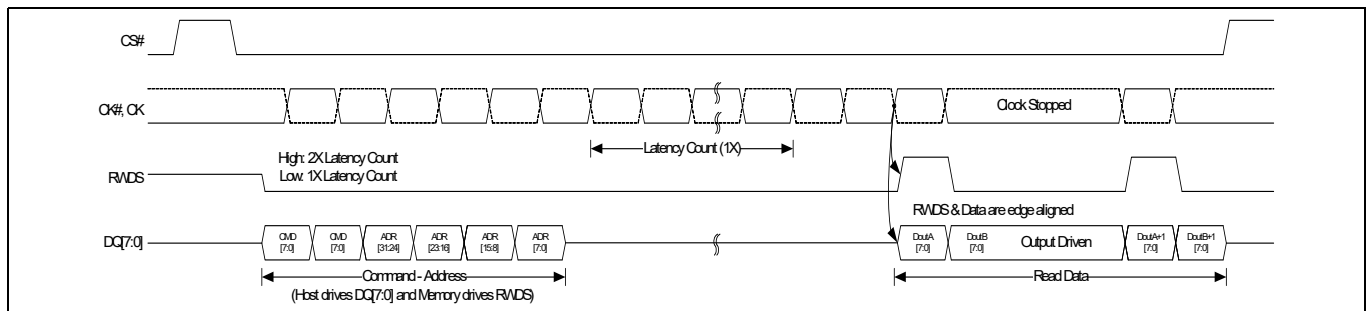 CS#
CK#, CK
Clock Stopped
Latency Count (1X)
High: 2X Latency Count
Low: 1X Latency Count
RWDS
RWDS & Data are edge aligned
DQ[7:0]
CMD [7:0]
CMD [7:0]
ADR [31:24]
ADR [23:16]
ADR [15:8]
ADR [7:0]
DoutA [7:0]
DoutB [7:0]
Output Driven
DoutA+1 [7:0]
DoutB+1 [7:0]
Command - Address
Read Data
(Host drives DQ[7:0] and Memory drives RWDS)